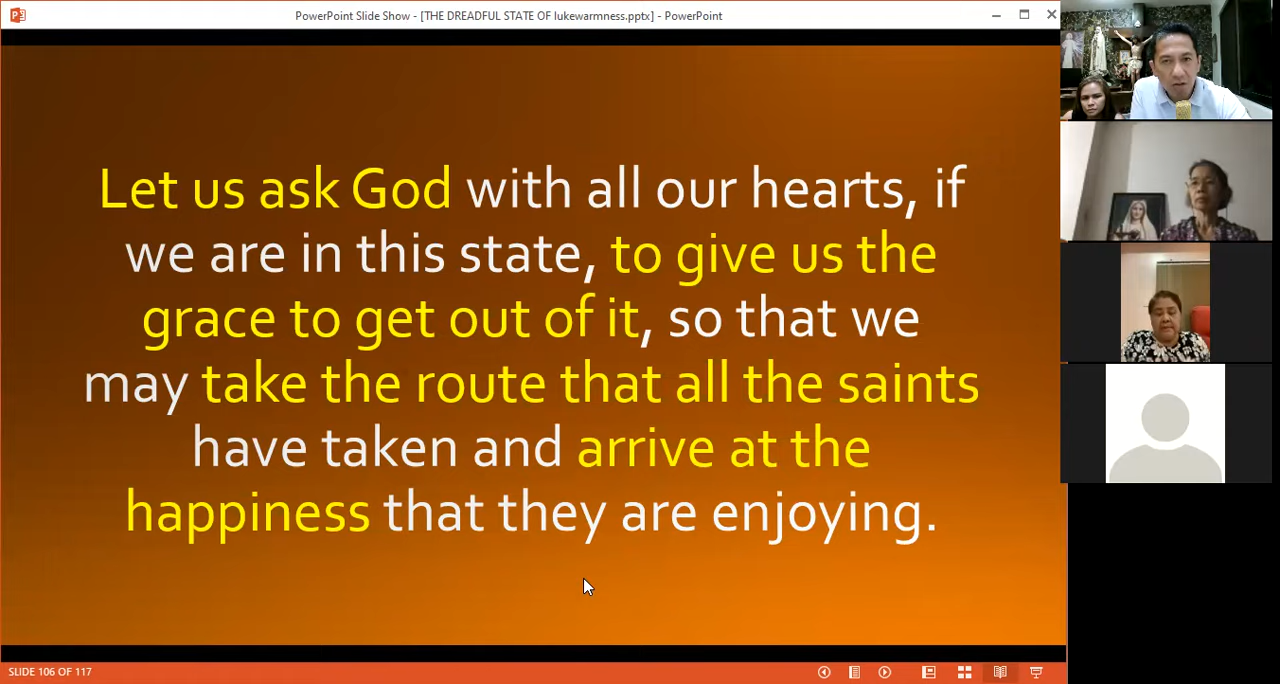 PowerPoint Slide Show - [THE DREADFUL STATE OF lukewarmness.pptx] - PowerPoint
Let us ask God with all our hearts, if
we are in this state, to give us the
grace to get out of it, so that we
may take the route that all the saints
have taken and arrive at the
happiness that they are enjoying.
SLIDE 106 OF 117